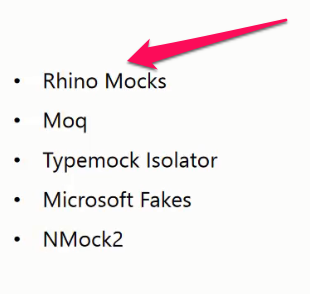 • Rhino Mocks
• Moq
• Typemock Isolator
• Microsoft Fakes
• NMock2